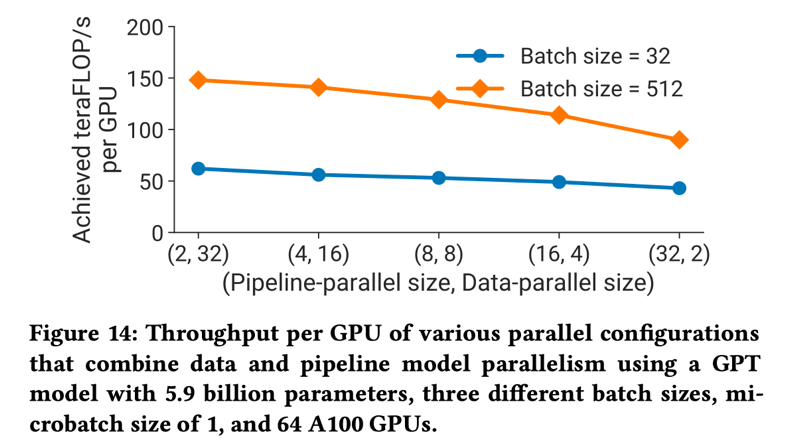 200
150
100
50
0
Achieved teraFLOP/s
per GPU
Batch size = 32
Batch size = 512
(2, 32) (4, 16) (8, 8) (16, 4) (32, 2)
(Pipeline-parallel size, Data-parallel size)
Figure 14: Throughput per GPU of various parallel configurations
that combine data and pipeline model parallelism using a GPT
model with 5.9 billion parameters, three different batch sizes, mi-
crobatch size of 1, and 64 A100 GPUs.